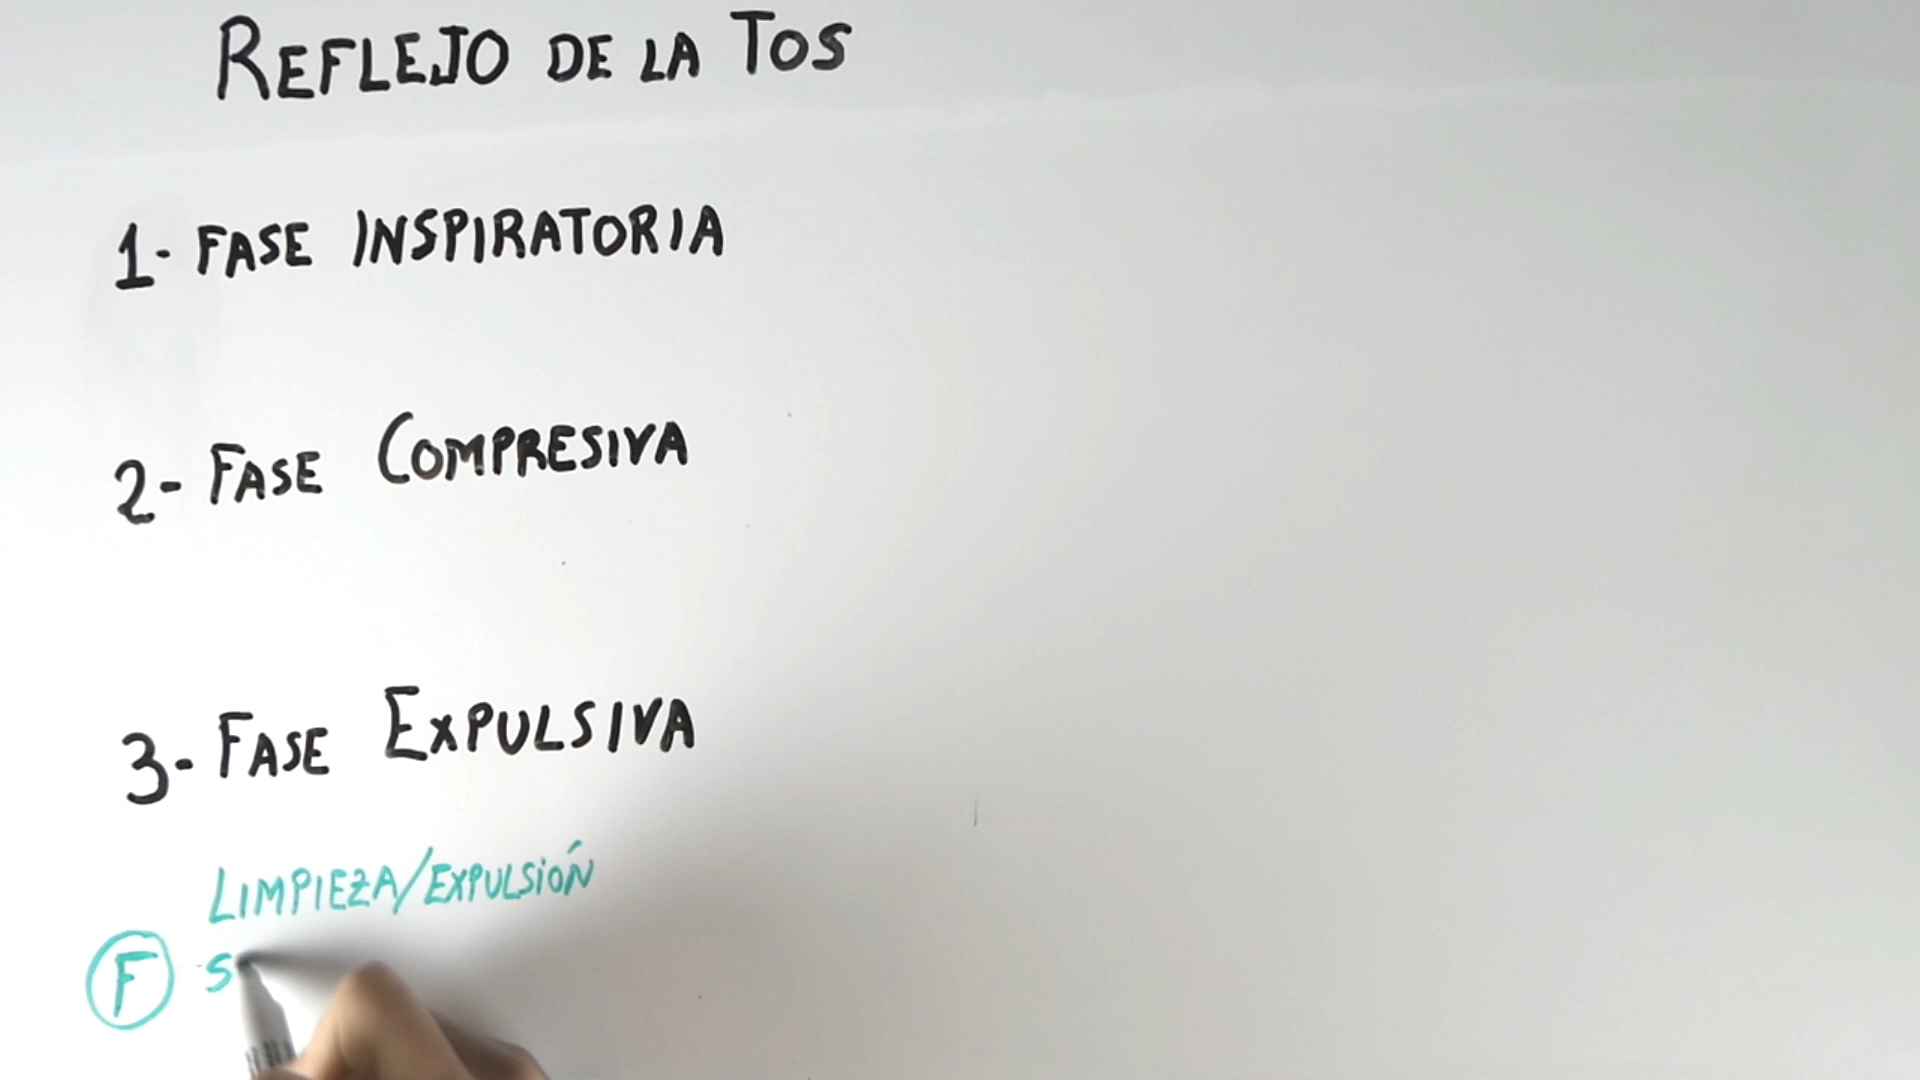 REFLEJO DE LA TOS
1- FASE INSPIRATORIA
2- FASE COMPRESIVA
3- FASE EXPULSIVA
LIMPIEZA/EXPULSIÓN
F S